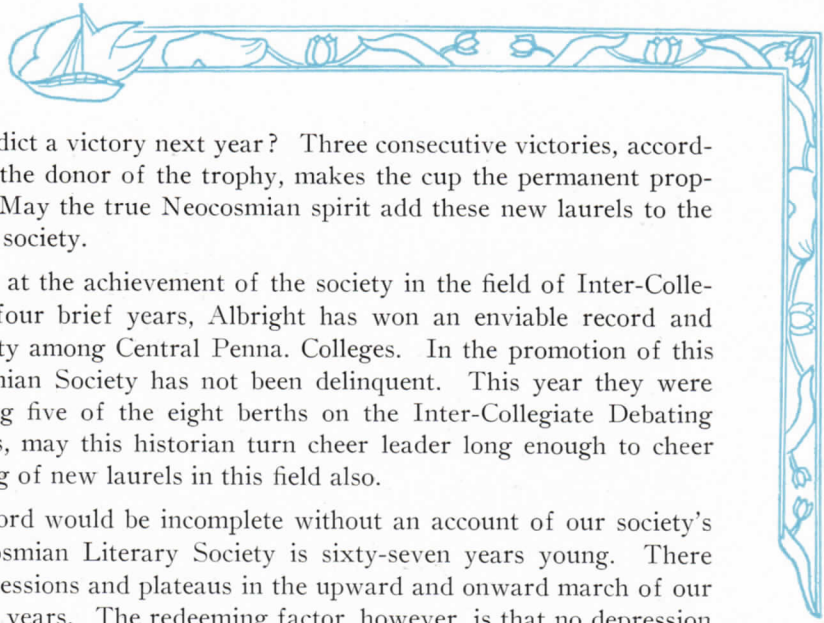 dict a victory next year? Three consecutive victories, accord-
the donor of the trophy, makes the cup the permanent prop-
May the true Neocosmian spirit add these new laurels to the
society.
at the achievement of the society in the field of Inter-Colle-
four brief years, Albright has won an enviable record and
ty among Central Penna. Colleges. In the promotion of this
nian Society has not been delinquent. This year they were
g five of the eight berths on the Inter-Collegiate Debating
s, may this historian turn cheer leader long enough to cheer
g of new laurels in this field also.
ord would be incomplete without an account of our society's
osmian Literary Society is sixty-seven years young. There
essions and plateaus in the upward and onward march of our
years. The redeeming factor, however, is that no depression